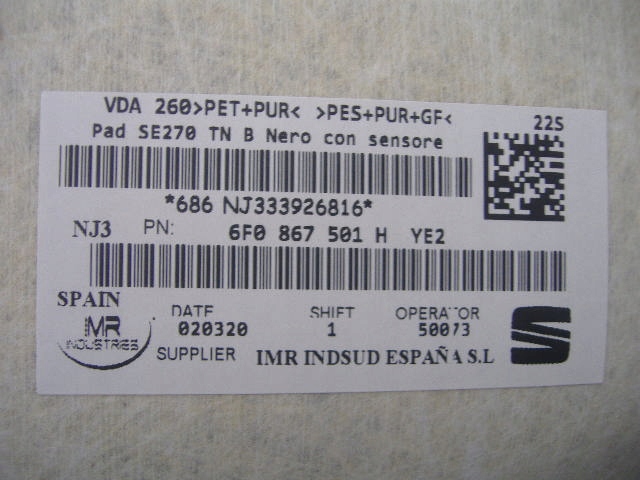 VDA 260>PET+PUR< >PES+PUR+GF<
22S
Pad SE270 TN B Nero con sensore
*686 NJ333926816*
NJ3 PN: 6F0 867 501 H YE2
SPAIN
DATE SHIFT OPERATOR
020320 1 50073
IMR
INDUSTRIES
SUPPLIER IMR INDSUD ESPAÑA S.L